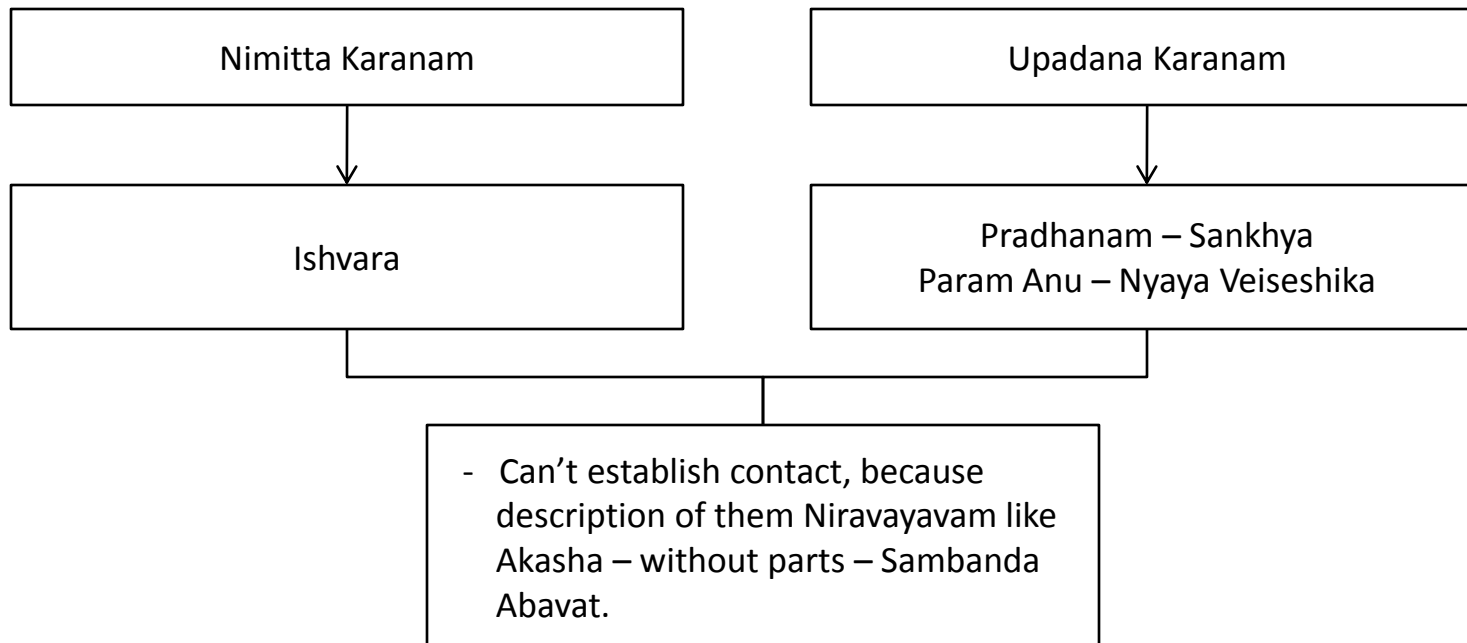 Nimitta Karanam
Upadana Karanam
Ishvara
Pradhanam – Sankhya
Param Anu – Nyaya Veiseshika
- Can't establish contact, because
description of them Niravayavam like
Akasha – without parts – Sambanda
Abavat.